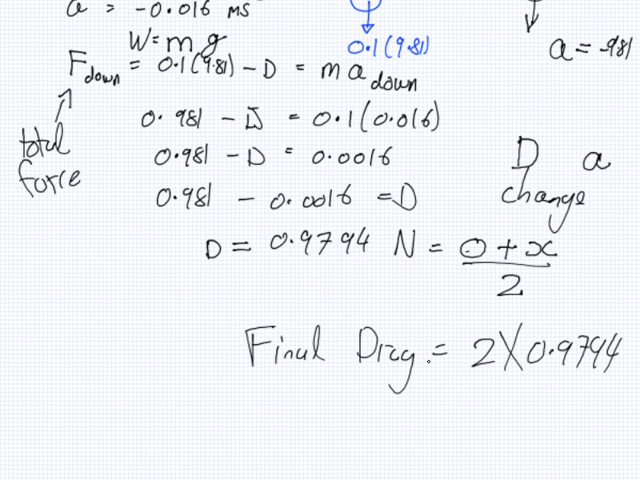 a = -0.016 ms
W=mg
0.1(9.81)
a = -9.81
F down = 0.1(9.81) - D = m a down
total force
0.981 - D = 0.1(0.016)
0.981 - D = 0.0016
D a
change
0.981 - 0.0016 = D
D = 0.9794 N = 0 + x / 2
Final Drag = 2 X 0.9794